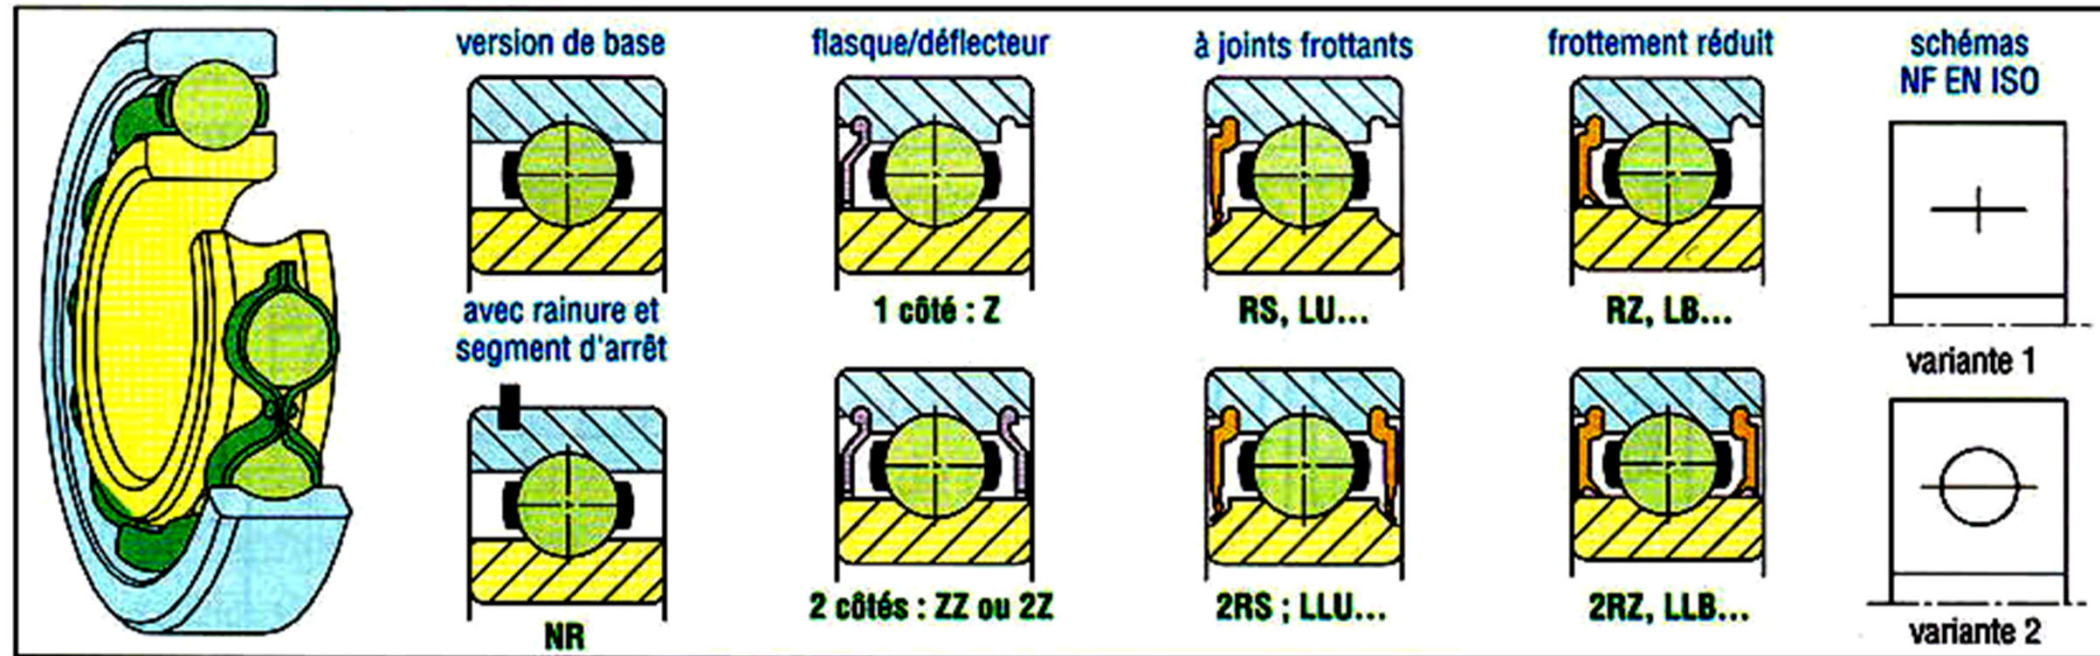 version de base
flasque/déflecteur
à joints frottants
frottement réduit
schémas
NF EN ISO
avec rainure et
segment d'arrêt
1 côté : Z
RS, LU...
RZ, LB...
variante 1
NR
2 côtés : ZZ ou 2Z
2RS ; LLU...
2RZ, LLB...
variante 2